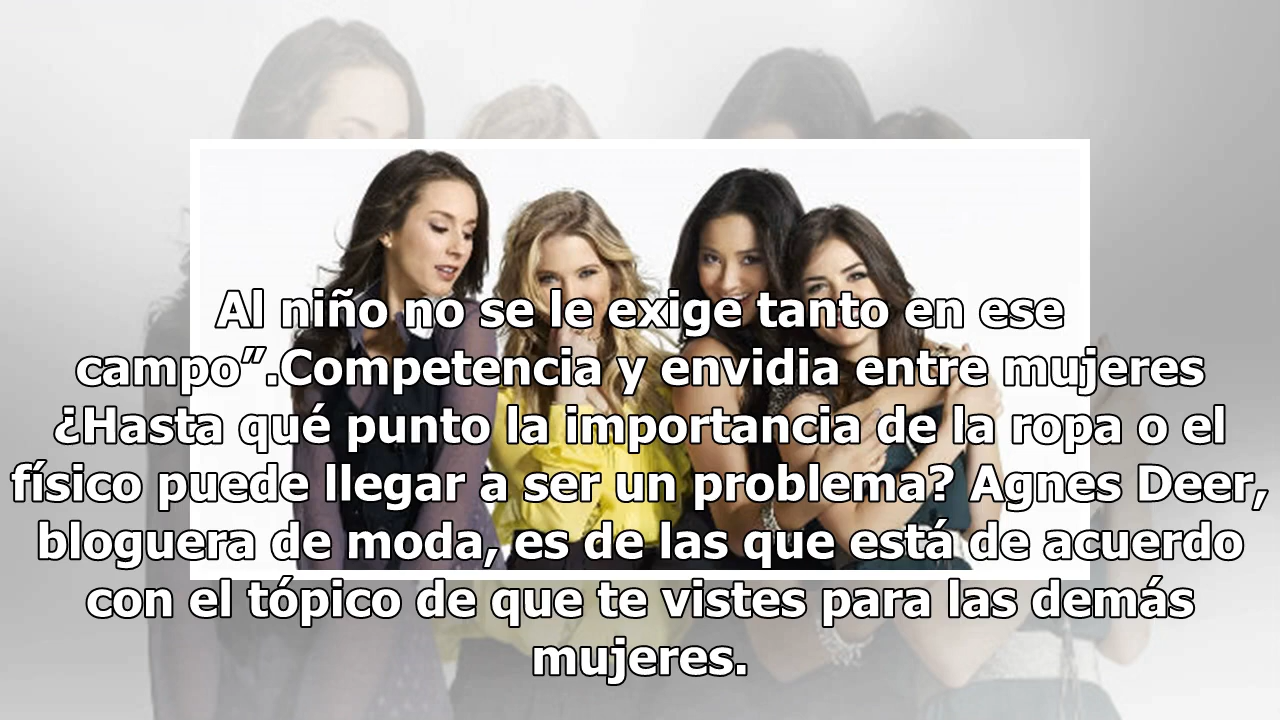 Al niño no se le exige tanto en ese
campo”.Competencia y envidia entre mujeres
¿Hasta qué punto la importancia de la ropa o el
físico puede llegar a ser un problema? Agnes Deer,
bloguera de moda, es de las que está de acuerdo
con el tópico de que te vistes para las demás
mujeres.